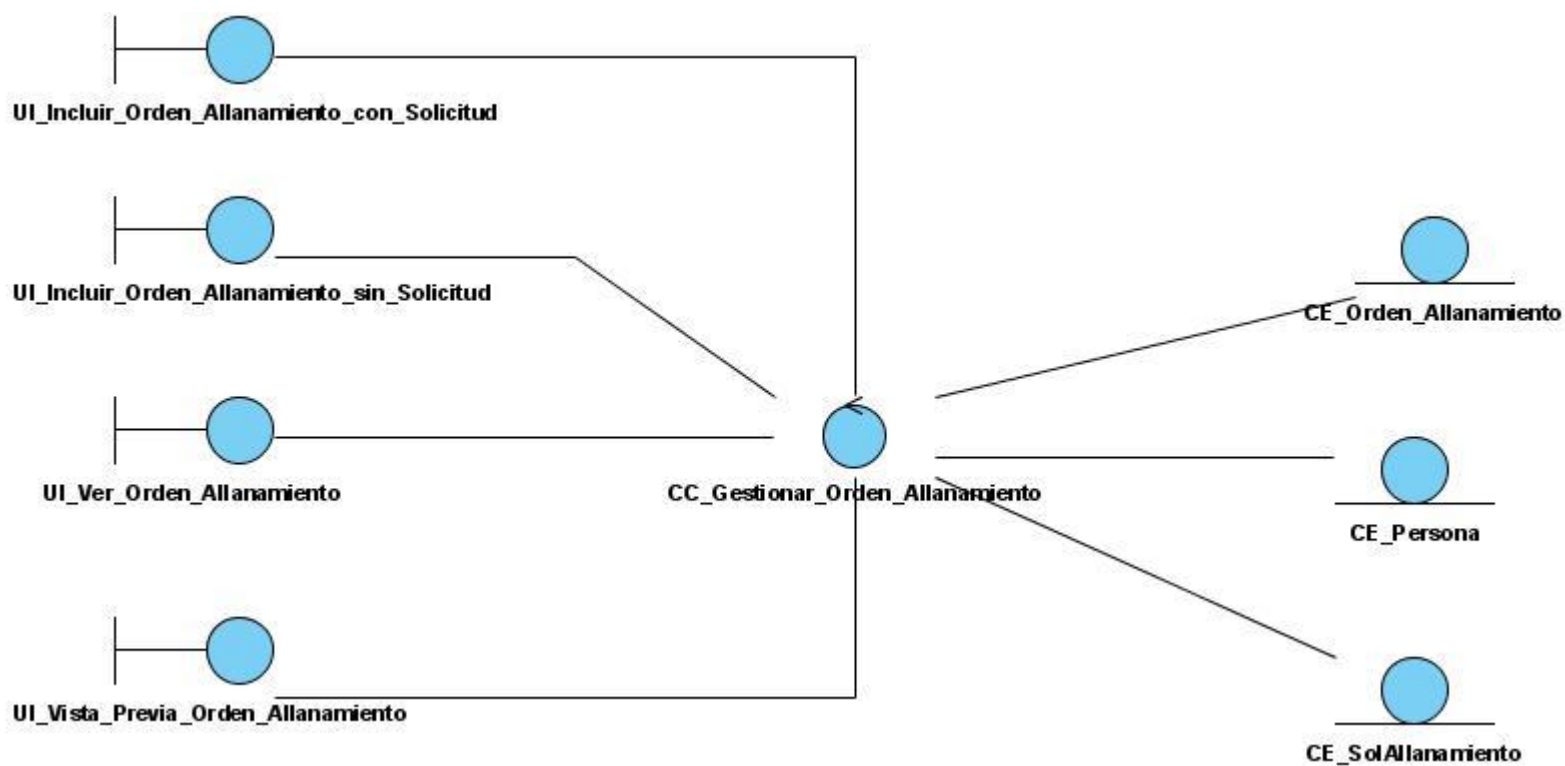 UI_Incluir_Orden_Allanamiento_con_Solicitud
UI_Incluir_Orden_Allanamiento_sin_Solicitud
CE_Orden_Allanamiento
UI_Ver_Orden_Allanamiento
CC_Gestionar_Orden_Allanamiento
CE_Persona
UI_Vista_Previa_Orden_Allanamiento
CE_SolAllanamiento